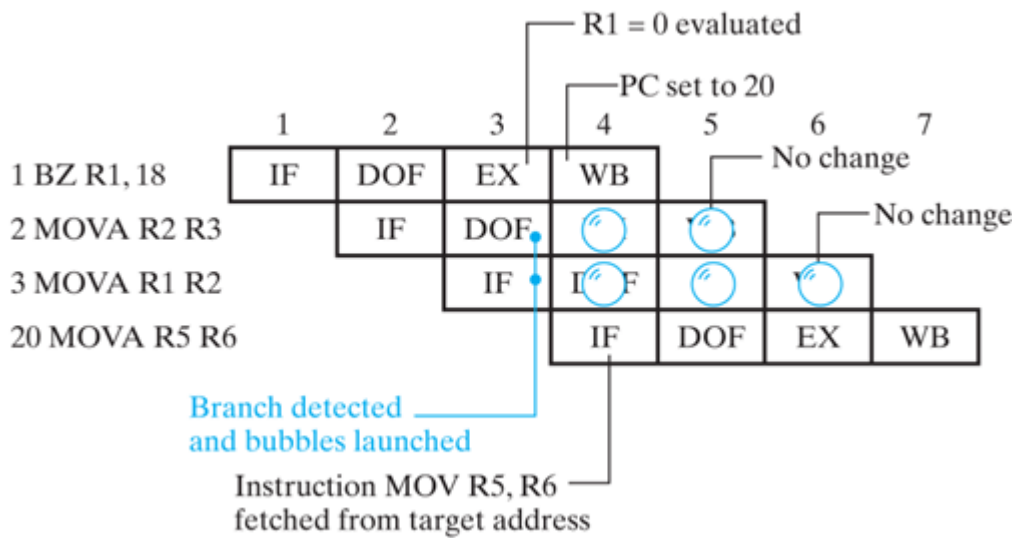 R1 = 0 evaluated
PC set to 20
1 2 3 4 5 6 7
No change
1 BZ R1, 18 IF DOF EX WB
No change
2 MOVA R2 R3 IF DOF
3 MOVA R1 R2 IF
20 MOVA R5 R6 IF DOF EX WB
Branch detected
and bubbles launched
Instruction MOV R5, R6
fetched from target address